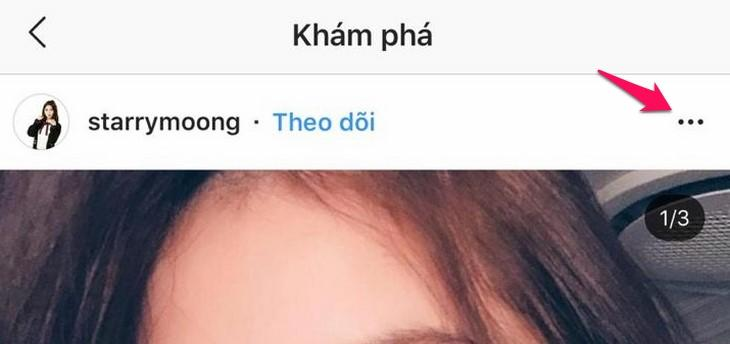 Khám phá
starrymoong · Theo dõi
1/3